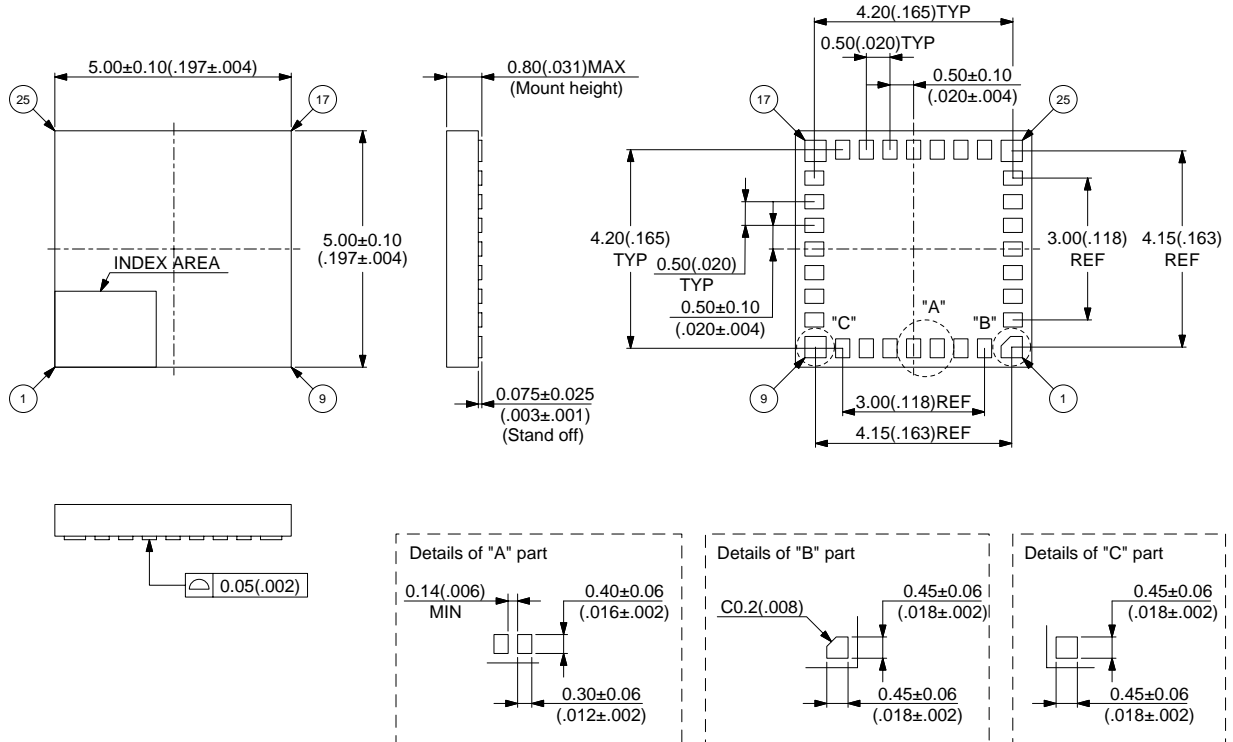 5.00±0.10(.197±.004)
25
17
5.00±0.10
(.197±.004)
INDEX AREA
1
9
0.80(.031)MAX
(Mount height)
0.075±0.025
(.003±.001)
(Stand off)
4.20(.165)TYP
0.50(.020)TYP
0.50±0.10
(.020±.004)
17
25
4.20(.165)
TYP
0.50(.020)
TYP
0.50±0.10
(.020±.004)
3.00(.118)
REF
4.15(.163)
REF
"C"
"A"
"B"
9
1
3.00(.118)REF
4.15(.163)REF
0.05(.002)
Details of "A" part
0.14(.006)
MIN
0.40±0.06
(.016±.002)
0.30±0.06
(.012±.002)
Details of "B" part
C0.2(.008)
0.45±0.06
(.018±.002)
0.45±0.06
(.018±.002)
Details of "C" part
0.45±0.06
(.018±.002)
0.45±0.06
(.018±.002)